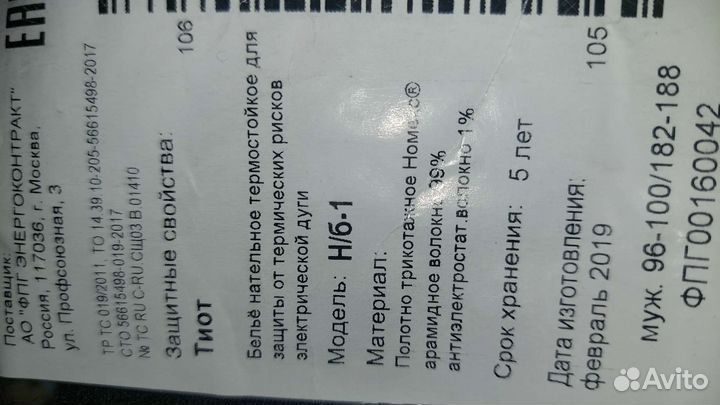 ЕАС
Поставщик:
АО "ФПГ ЭНЕРГОКОНТРАКТ"
Россия, 117036, г. Москва,
ул. Профсоюзная, 3
ТР ТС 019/2011, ТО 14.39 10-205-56615498-2017
СТО 56615498-019-2017
№ ТС RU C-RU.СЩ03 В 01410
Защитные свойства: 106
Тиот
Бельё нательное термостойкое для
защиты от термических рисков
электрической дуги
Модель: Н/б-1
Материал:
Полотно трикотажное Номекс®
арамидное волокно 99%
антиэлектростат.волокно 1%
Срок хранения: 5 лет
Дата изготовления: 105
февраль 2019
муж. 96-100/182-188
ФПГ00160042
Avito